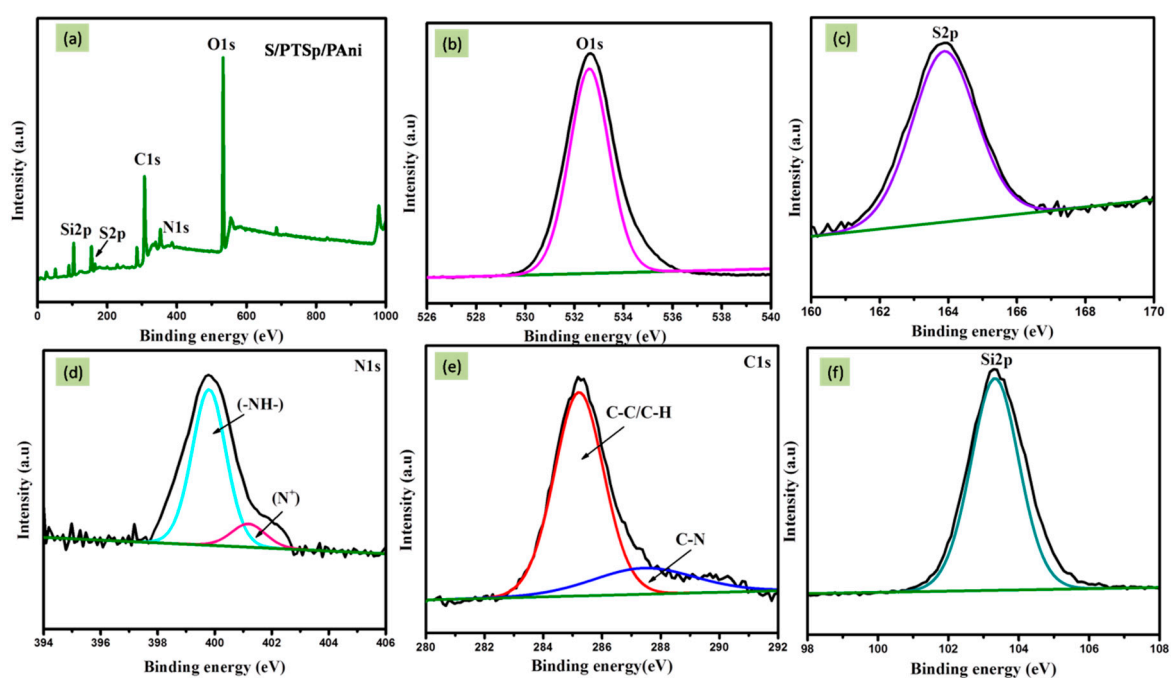 (a)
S/PTSp/PAni
O1s
C1s
Si2p
S2p
N1s
Intensity (a.u)
0 200 400 600 800 1000
Binding energy (eV)
(b)
O1s
Intensity (a.u)
526 528 530 532 534 536 538 540
Binding energy (eV)
(c)
S2p
Intensity (a.u)
160 162 164 166 168 170
Binding energy (eV)
(d)
N1s
(-NH-)
(N+)
Intensity (a.u)
394 396 398 400 402 404 406
Binding energy (eV)
(e)
C1s
C-C/C-H
C-N
Intensity (a.u)
280 282 284 286 288 290 292
Binding energy(eV)
(f)
Si2p
Intensity (a.u)
98 100 102 104 106 108
Binding energy (eV)